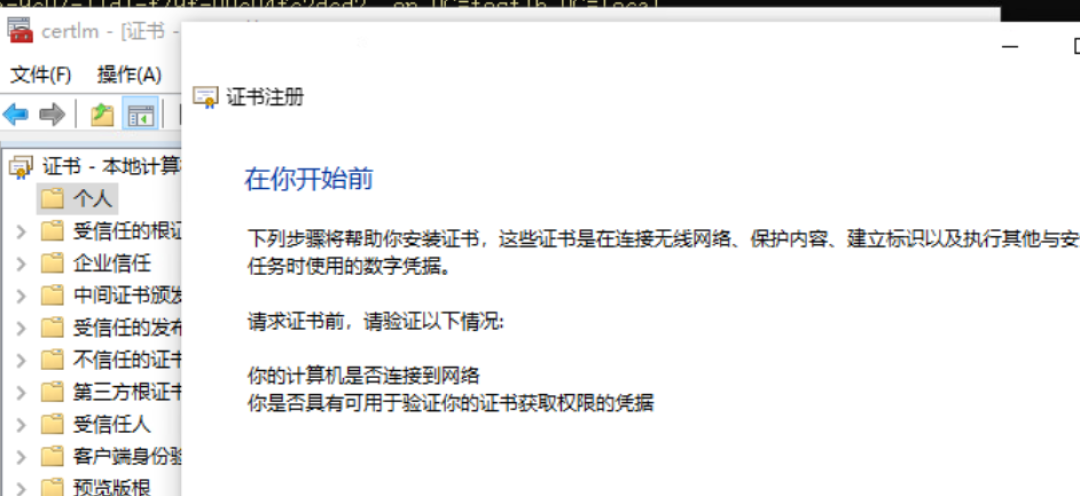 certlm - [证书 -
文件(F) 操作(A)
证书注册
证书 - 本地计算
个人
受信任的根证
企业信任
中间证书颁发
受信任的发布
不信任的证书
第三方根证书
受信任人
客户端身份验
预览版根
在你开始前
下列步骤将帮助你安装证书，这些证书是在连接无线网络、保护内容、建立标识以及执行其他与安
任务时使用的数字凭据。
请求证书前，请验证以下情况:
你的计算机是否连接到网络
你是否具有可用于验证你的证书获取权限的凭据